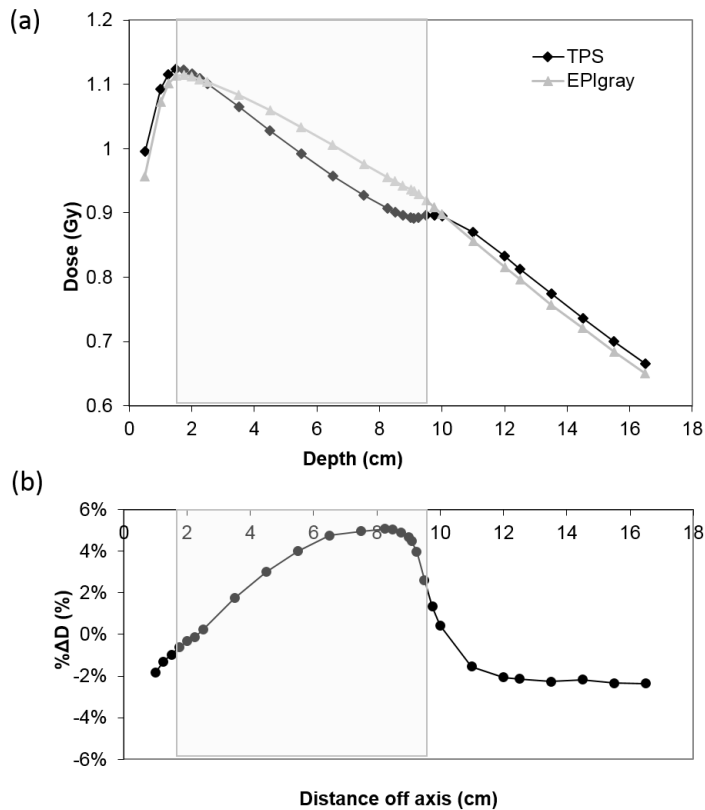 (a)
1.2
1.1
1
0.9
0.8
0.7
0.6
Dose (Gy)
TPS
EPIgray
0 2 4 6 8 10 12 14 16 18
Depth (cm)
(b)
6%
4%
2%
0%
-2%
-4%
-6%
%ΔD (%)
0 2 4 6 8 10 12 14 16 18
Distance off axis (cm)